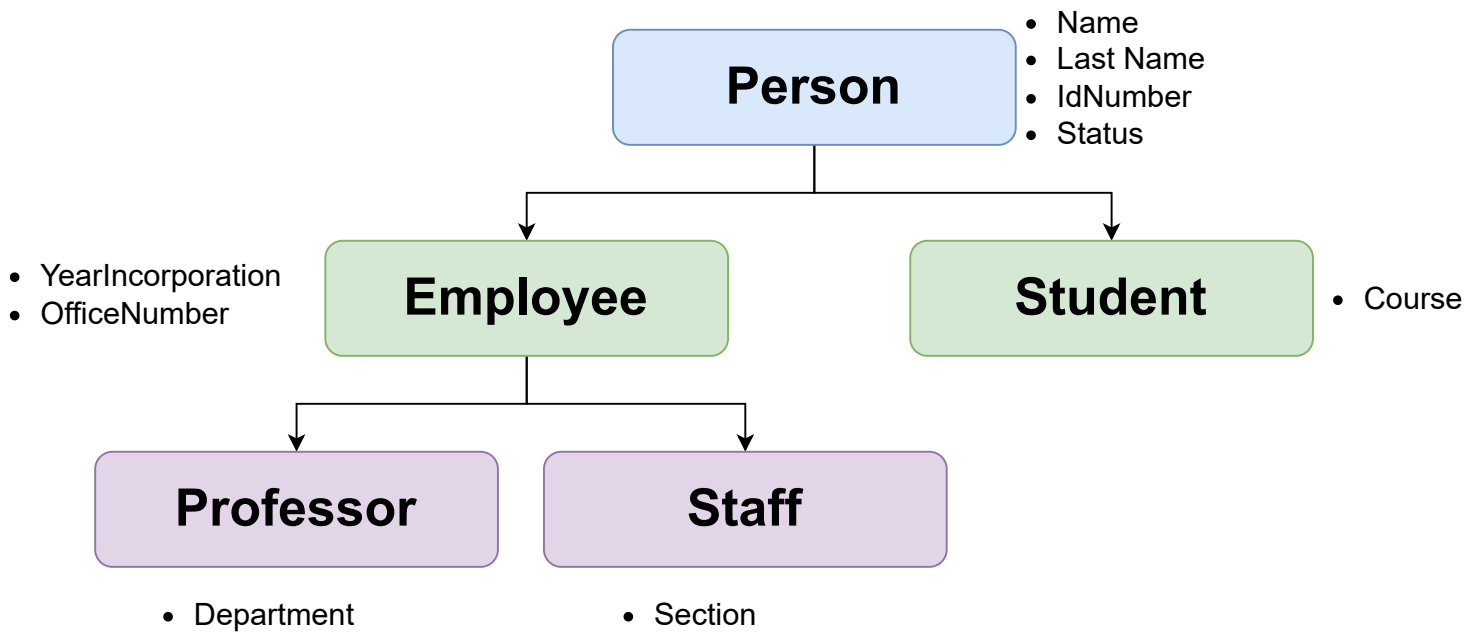 Person
Name
Last Name
IdNumber
Status
YearIncorporation
OfficeNumber
Employee
Student
Course
Professor
Staff
Department
Section